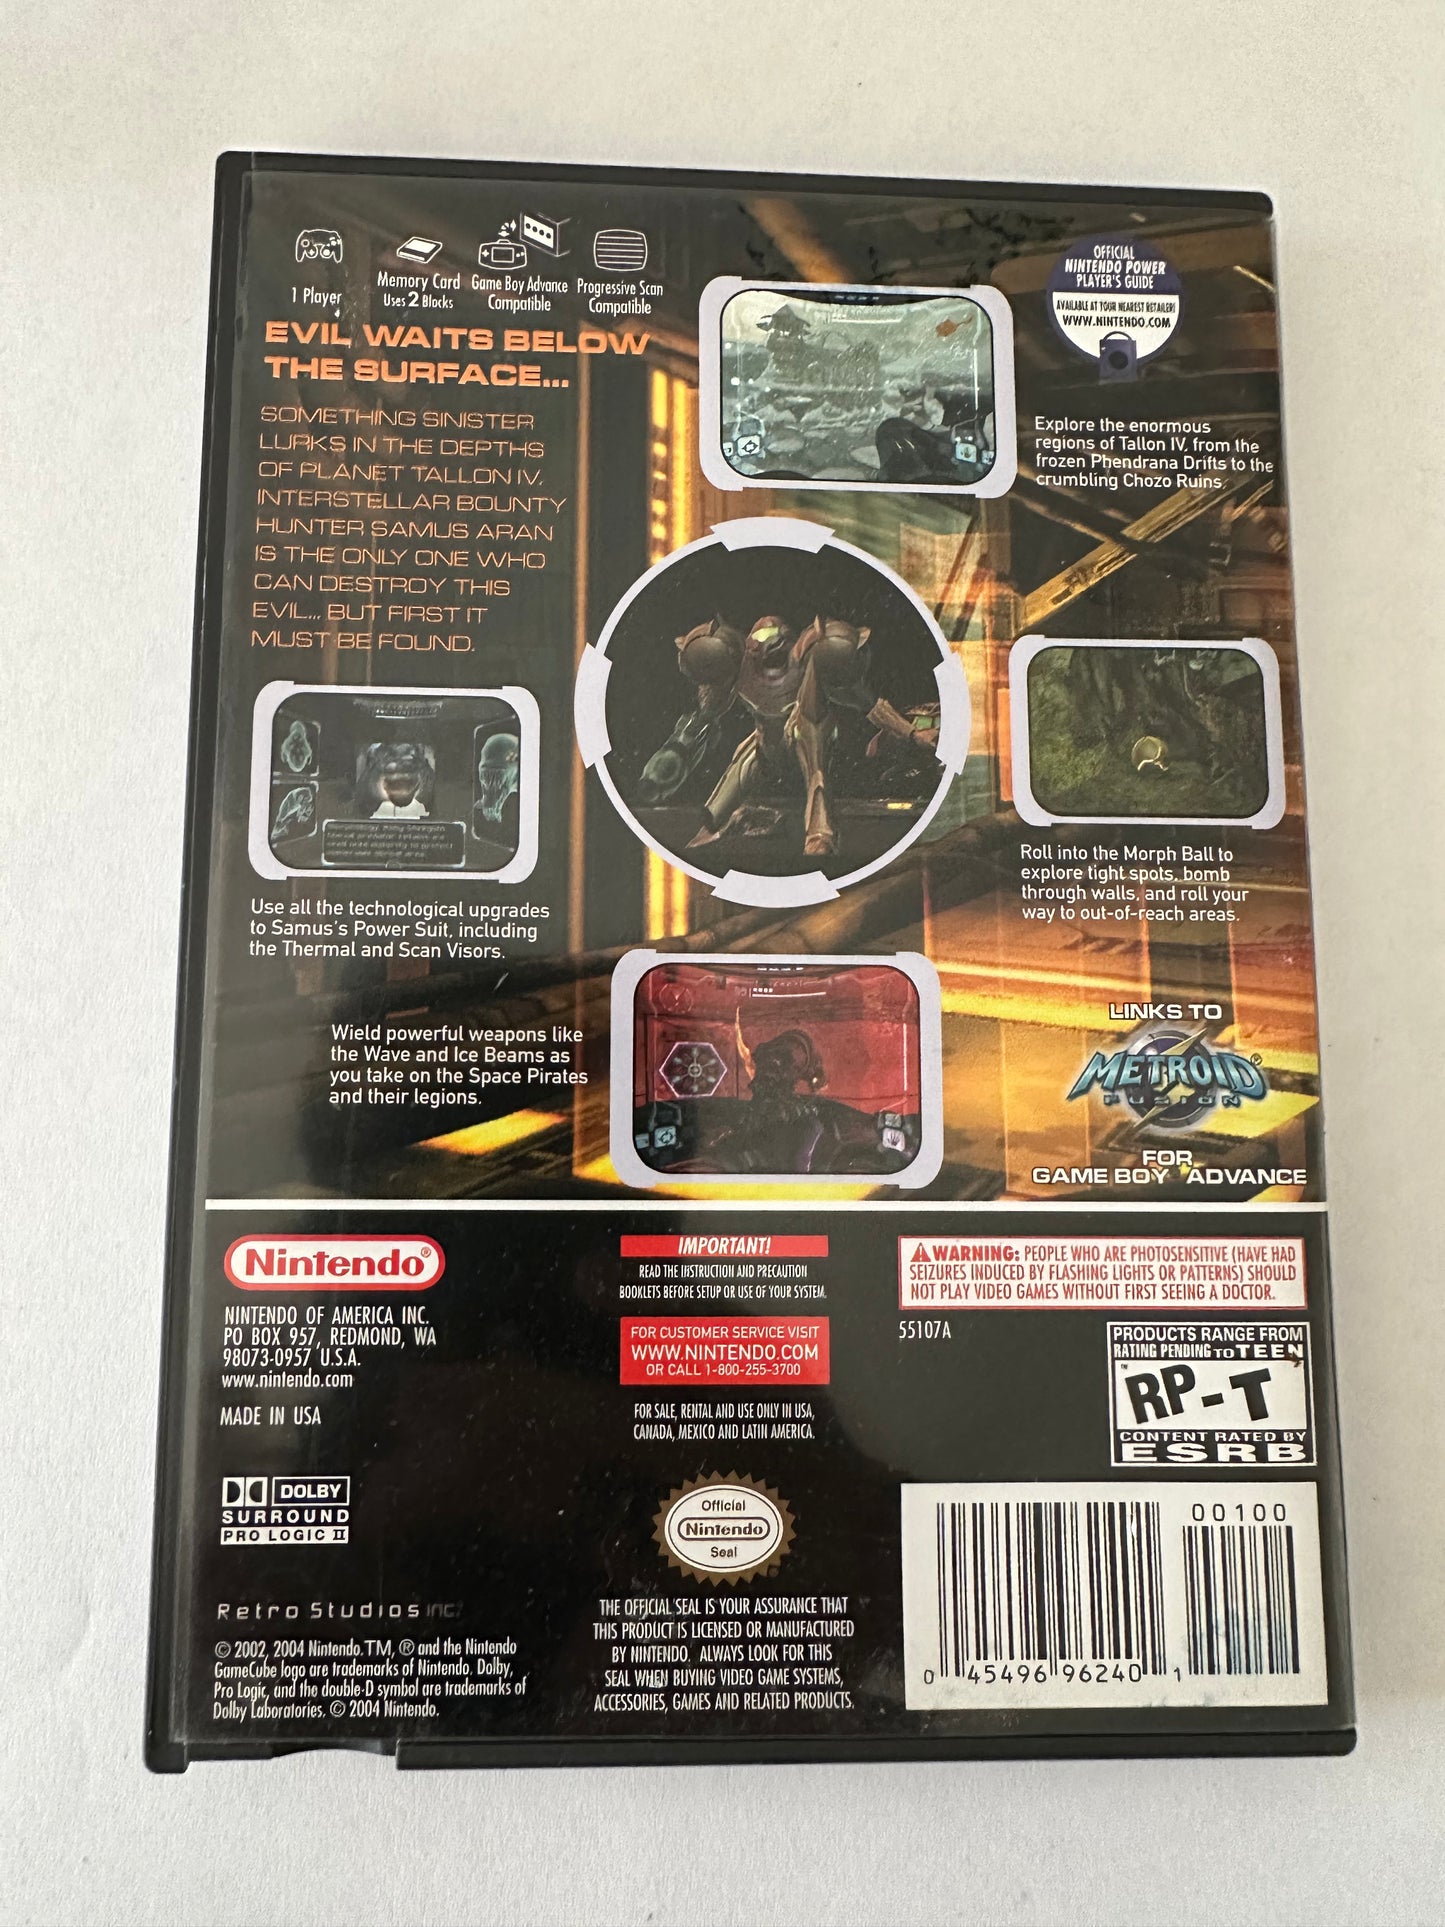 1 Player
Memory Card
Uses 2 Blocks
Game Boy Advance
Compatible
Progressive Scan
Compatible
OFFICIAL
NINTENDO POWER
PLAYER'S GUIDE
AVAILABLE AT YOUR NEAREST RETAILER!
WWW.NINTENDO.COM
EVIL WAITS BELOW
THE SURFACE...
SOMETHING SINISTER
LURKS IN THE DEPTHS
OF PLANET TALLON IV.
INTERSTELLAR BOUNTY
HUNTER SAMUS ARAN
IS THE ONLY ONE WHO
CAN DESTROY THIS
EVIL... BUT FIRST IT
MUST BE FOUND.
Explore the enormous
regions of Tallon IV, from the
frozen Phendrana Drifts to the
crumbling Chozo Ruins.
Use all the technological upgrades
to Samus's Power Suit, including
the Thermal and Scan Visors.
Roll into the Morph Ball to
explore tight spots, bomb
through walls, and roll your
way to out-of-reach areas.
Wield powerful weapons like
the Wave and Ice Beams as
you take on the Space Pirates
and their legions.
LINKS TO
METROID®
FUSION
FOR
GAME BOY ADVANCE
Nintendo®
NINTENDO OF AMERICA INC.
PO BOX 957, REDMOND, WA
98073-0957 U.S.A.
www.nintendo.com
MADE IN USA
IMPORTANT!
READ THE INSTRUCTION AND PRECAUTION
BOOKLETS BEFORE SETUP OR USE OF YOUR SYSTEM.
FOR CUSTOMER SERVICE VISIT
WWW.NINTENDO.COM
OR CALL 1-800-255-3700
FOR SALE, RENTAL AND USE ONLY IN USA,
CANADA, MEXICO AND LATIN AMERICA.
WARNING: PEOPLE WHO ARE PHOTOSENSITIVE (HAVE HAD
SEIZURES INDUCED BY FLASHING LIGHTS OR PATTERNS) SHOULD
NOT PLAY VIDEO GAMES WITHOUT FIRST SEEING A DOCTOR.
55107A
PRODUCTS RANGE FROM
RATING PENDING TO TEEN
RP-T
CONTENT RATED BY
ESRB
DOLBY
SURROUND
PRO LOGIC II
Official
Nintendo
Seal
Retro Studios inc.
© 2002, 2004 Nintendo. TM, ® and the Nintendo
GameCube logo are trademarks of Nintendo. Dolby,
Pro Logic, and the double-D symbol are trademarks of
Dolby Laboratories. © 2004 Nintendo.
THE OFFICIAL SEAL IS YOUR ASSURANCE THAT
THIS PRODUCT IS LICENSED OR MANUFACTURED
BY NINTENDO. ALWAYS LOOK FOR THIS
SEAL WHEN BUYING VIDEO GAME SYSTEMS,
ACCESSORIES, GAMES AND RELATED PRODUCTS.
00100
0 45496 96240 1